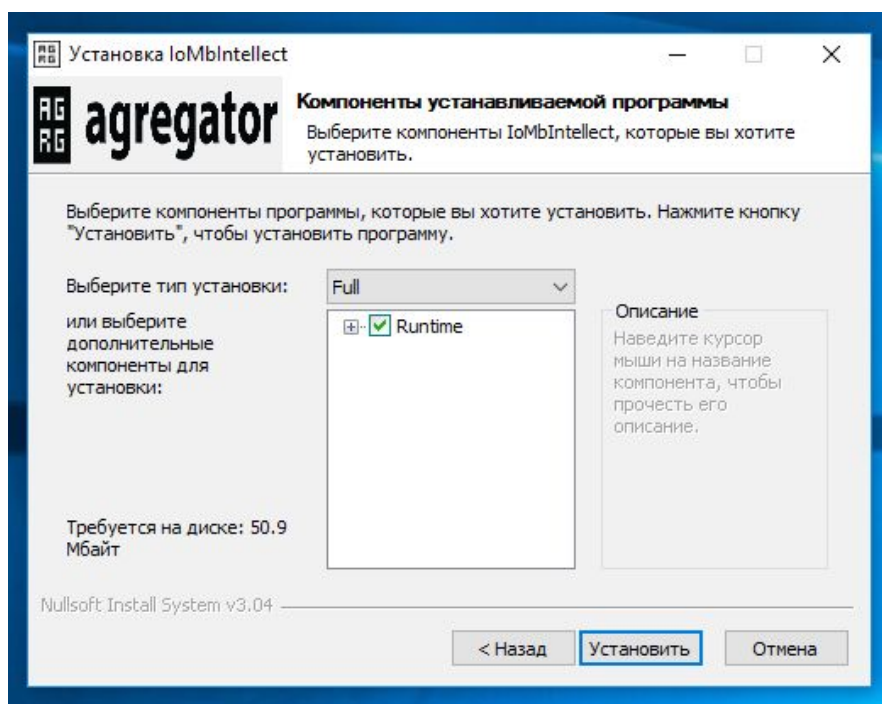 Установка IoMbIntellect
AG
RG
agregator
Компоненты устанавливаемой программы
Выберите компоненты IoMbIntellect, которые вы хотите
установить.
Выберите компоненты программы, которые вы хотите установить. Нажмите кнопку
"Установить", чтобы установить программу.
Выберите тип установки:
Full
или выберите
дополнительные
компоненты для
установки:
Runtime
Описание
Наведите курсор
мыши на название
компонента, чтобы
прочесть его
описание.
Требуется на диске: 50.9
Мбайт
Nullsoft Install System v3.04
< Назад
Установить
Отмена